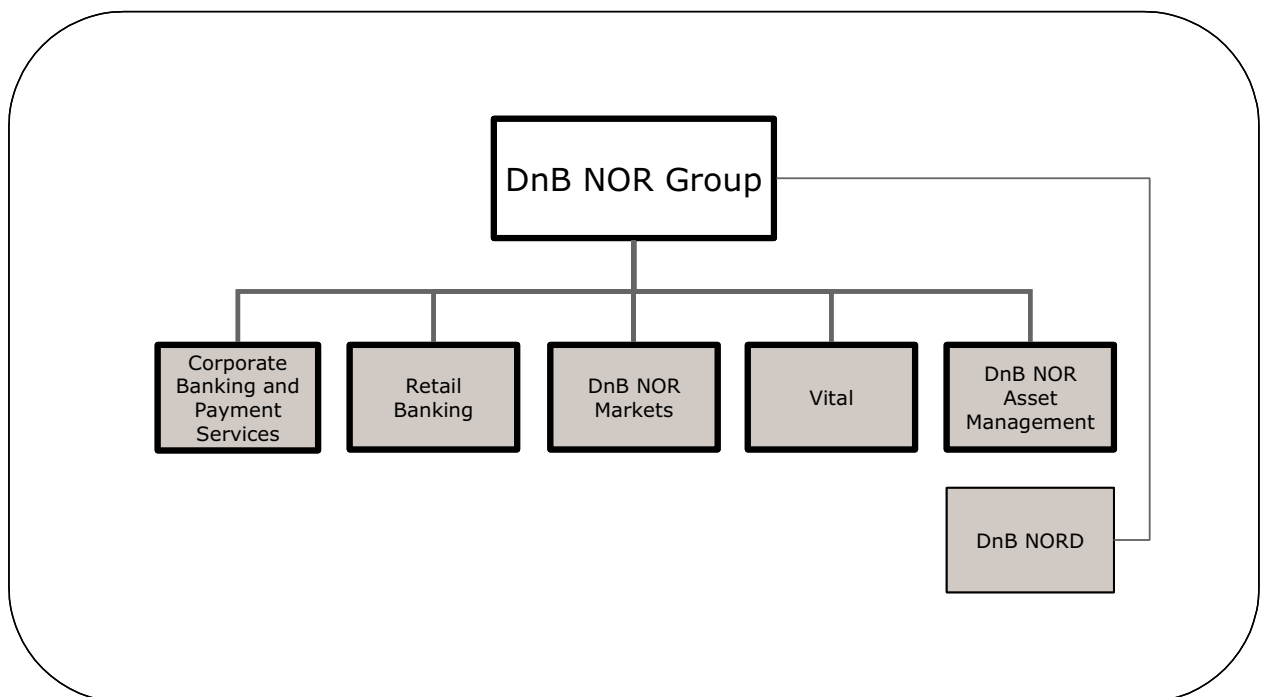 DnB NOR Group
Corporate
Banking and
Payment
Services
Retail
Banking
DnB NOR
Markets
Vital
DnB NOR
Asset
Management
DnB NORD